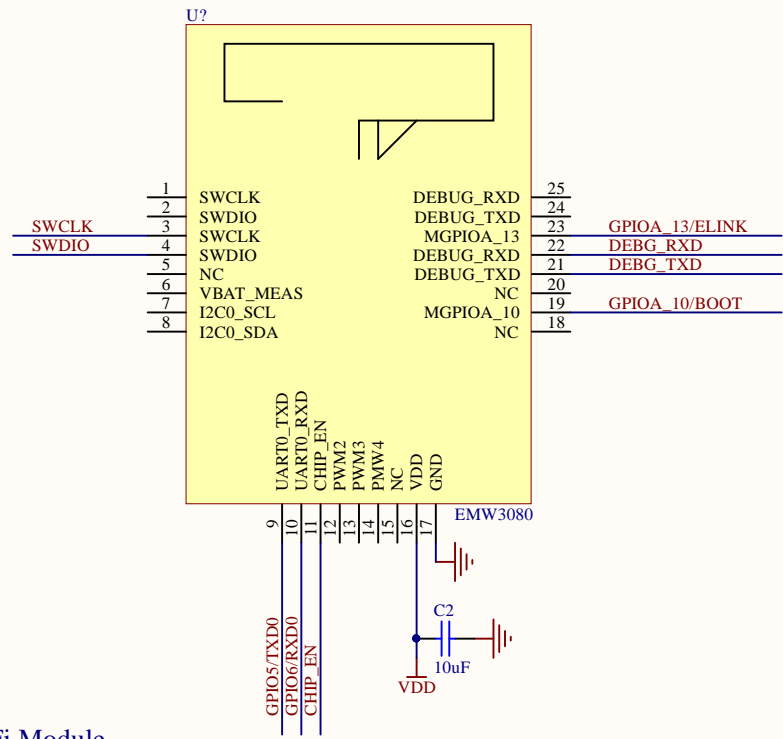 U?
1 SWCLK
2 SWDIO
SWCLK 3 SWCLK
SWDIO 4 SWDIO
5 NC
6 VBAT_MEAS
7 I2C0_SCL
8 I2C0_SDA
DEBUG_RXD 25
DEBUG_TXD 24
MGPIOA_13 23 GPIOA_13/ELINK
DEBUG_RXD 22 DEBG_RXD
DEBUG_TXD 21 DEBG_TXD
NC 20
MGPIOA_10 19 GPIOA_10/BOOT
NC 18
UART0_TXD 9 GPIO5/TXD0
UART0_RXD 10 GPIO6/RXD0
CHIP_EN 11 CHIP_EN
PWM2 12
PWM3 13
PMW4 14
NC 15
VDD 16
GND 17
EMW3080
C2
10uF
VDD
Module